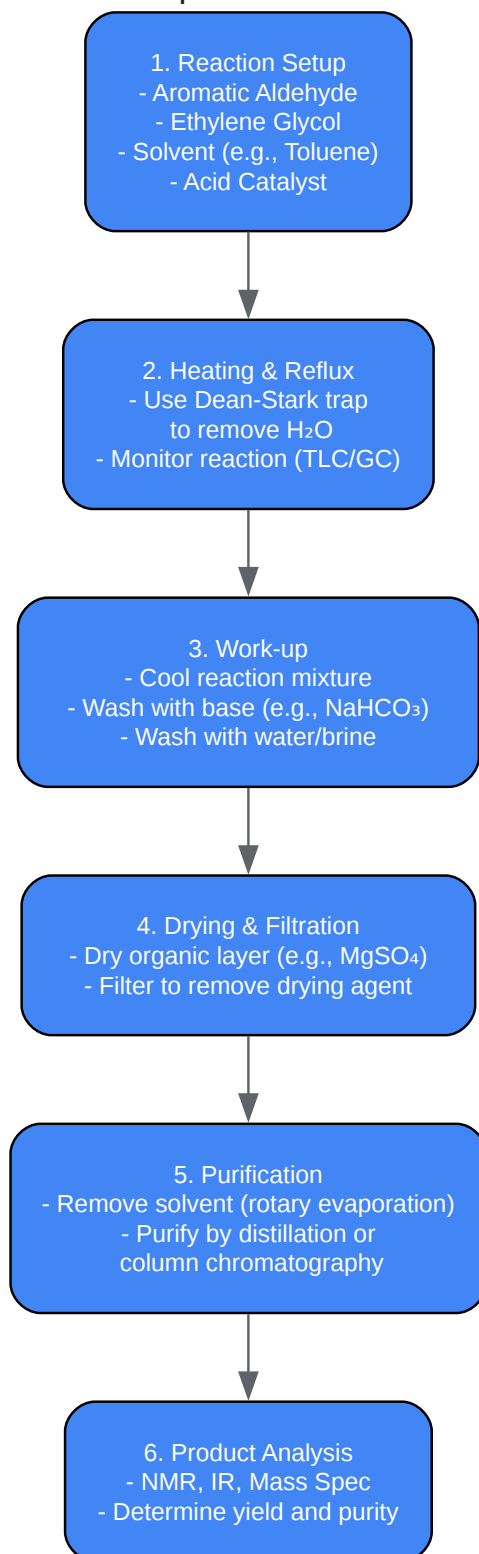 1. Reaction Setup
- Aromatic Aldehyde
- Ethylene Glycol
- Solvent (e.g., Toluene)
- Acid Catalyst
2. Heating & Reflux
- Use Dean-Stark trap
to remove H₂O
- Monitor reaction (TLC/GC)
3. Work-up
- Cool reaction mixture
- Wash with base (e.g., NaHCO₃)
- Wash with water/brine
4. Drying & Filtration
- Dry organic layer (e.g., MgSO₄)
- Filter to remove drying agent
5. Purification
- Remove solvent (rotary evaporation)
- Purify by distillation or
column chromatography
6. Product Analysis
- NMR, IR, Mass Spec
- Determine yield and purity